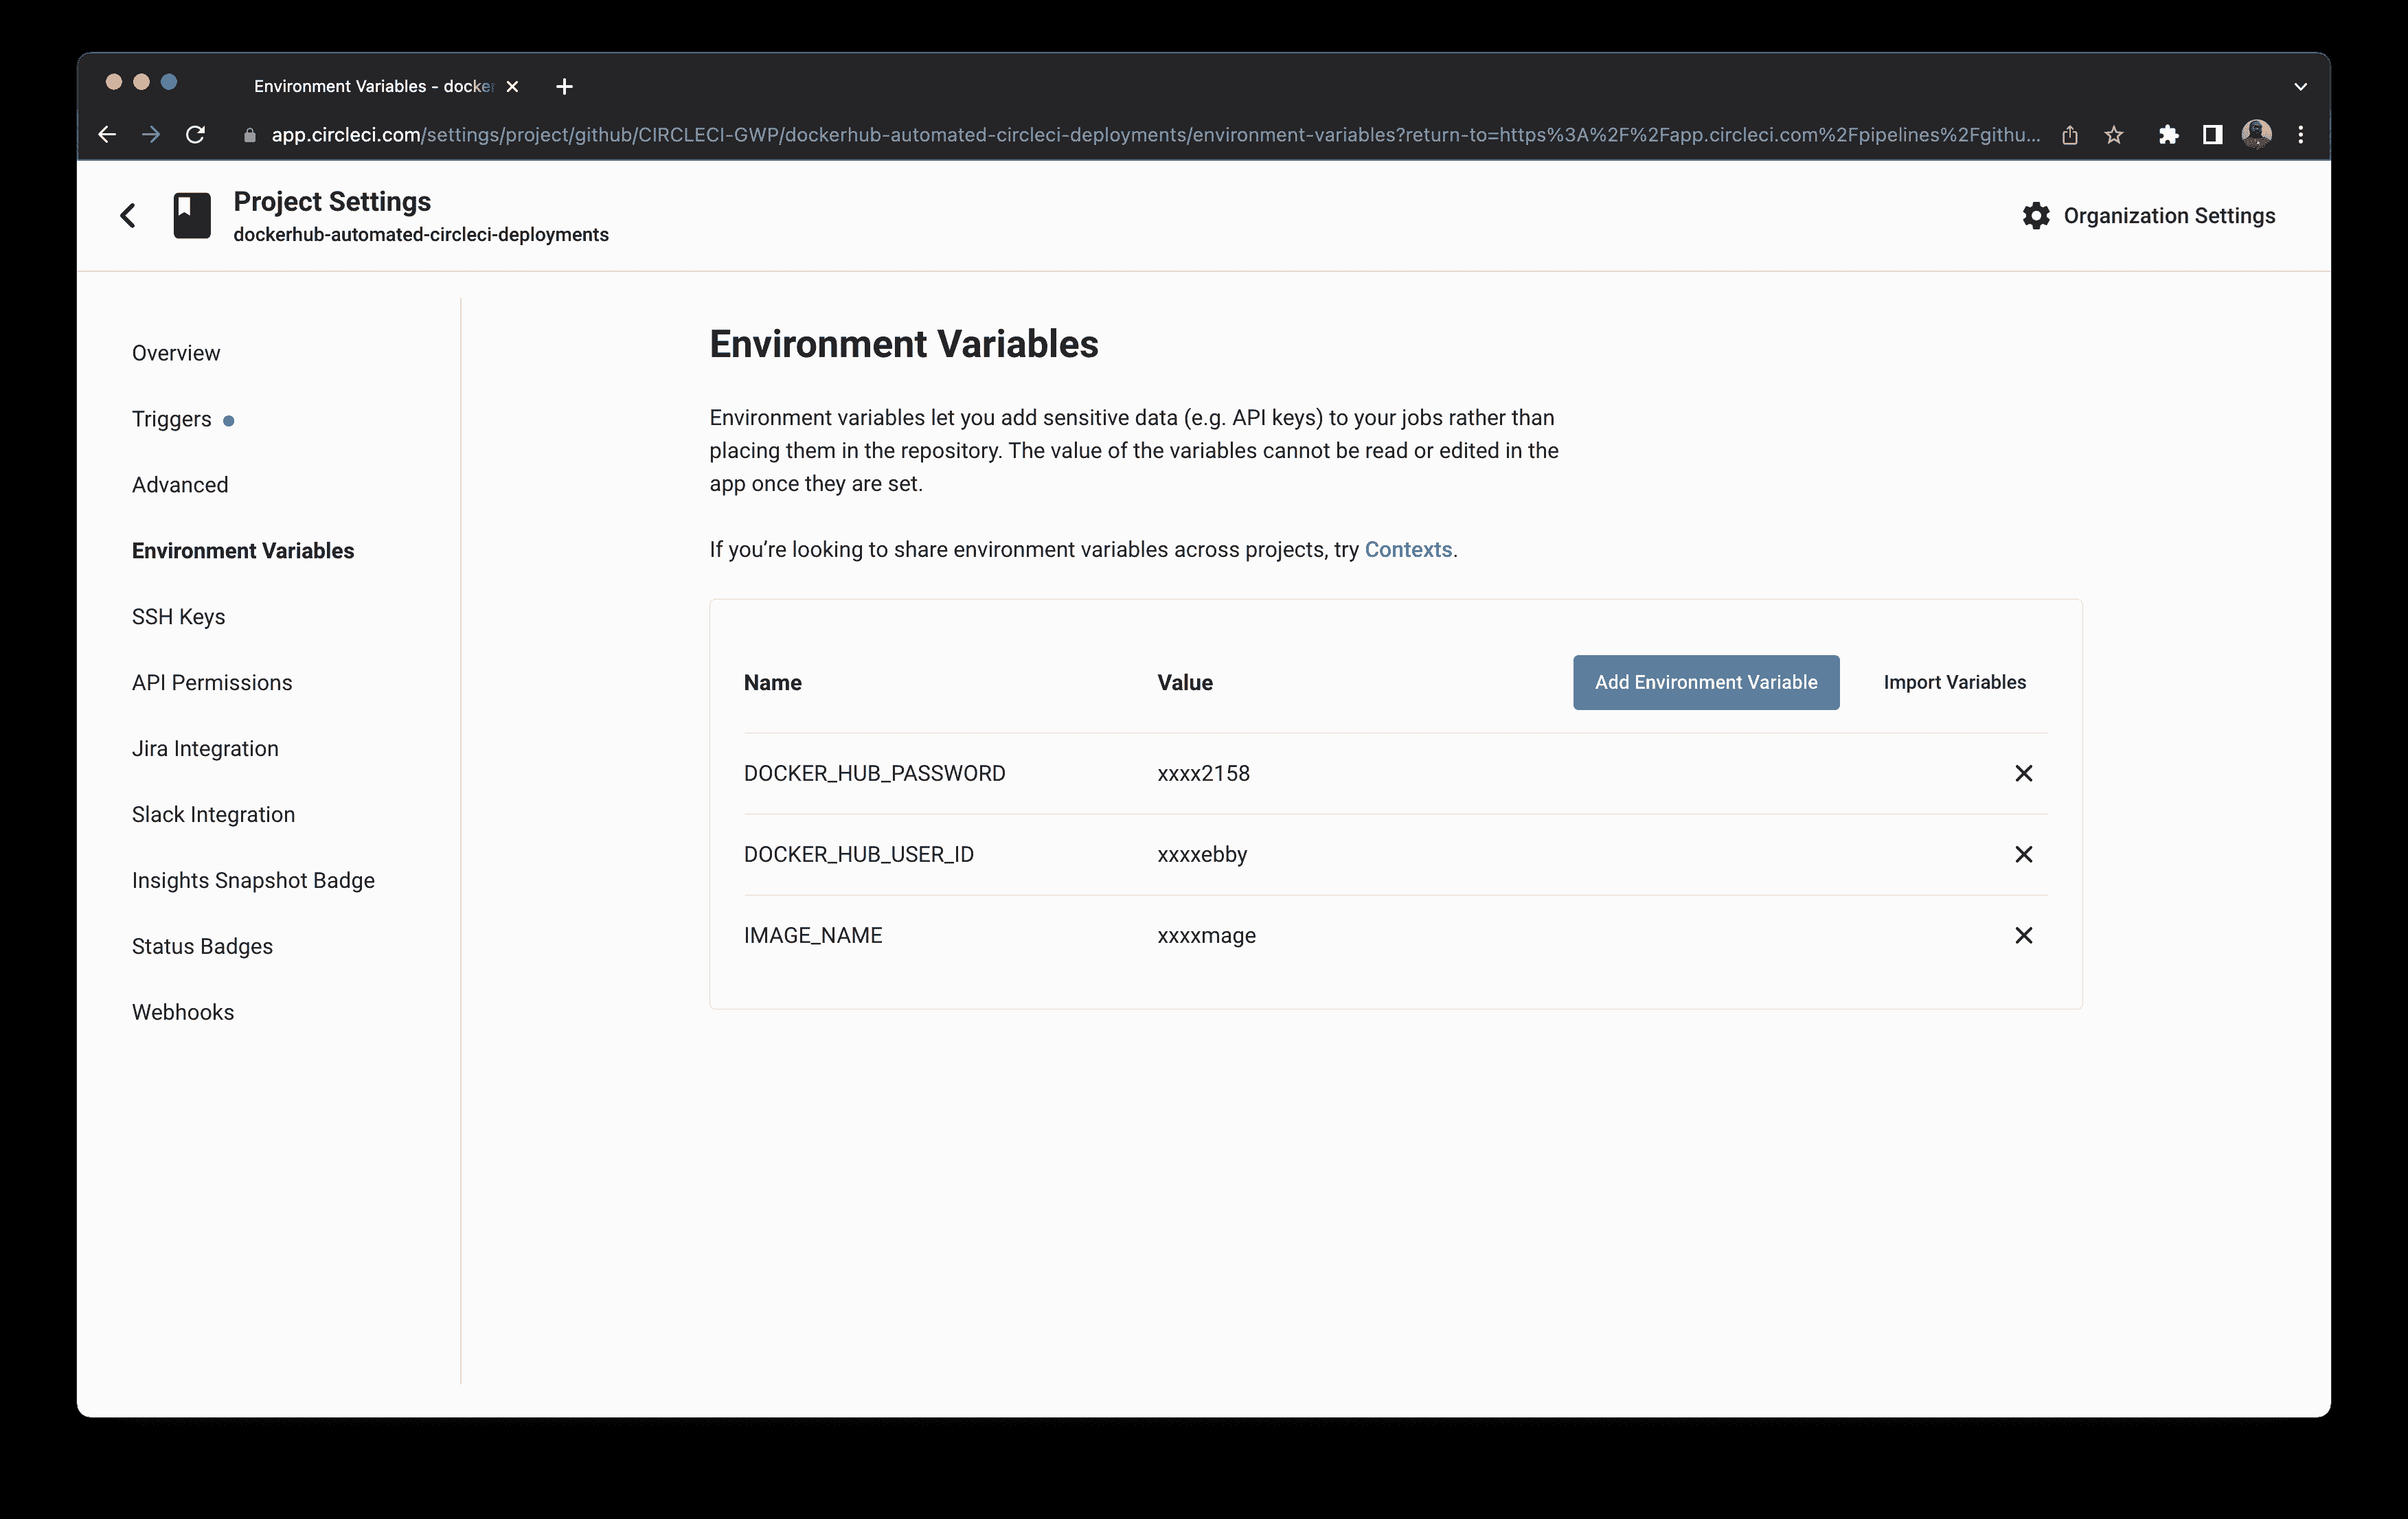 Environment Variables - docker
app.circleci.com/settings/project/github/CIRCLECI-GWP/dockerhub-automated-circleci-deployments/environment-variables?return-to=https%3A%2F%2Fapp.circleci.com%2Fpipelines%2Fgithu...
Project Settings
dockerhub-automated-circleci-deployments
Organization Settings
Overview
Triggers
Advanced
Environment Variables
SSH Keys
API Permissions
Jira Integration
Slack Integration
Insights Snapshot Badge
Status Badges
Webhooks
Environment Variables
Environment variables let you add sensitive data (e.g. API keys) to your jobs rather than
placing them in the repository. The value of the variables cannot be read or edited in the
app once they are set.
If you’re looking to share environment variables across projects, try Contexts.
Name Value Add Environment Variable Import Variables
DOCKER_HUB_PASSWORD xxxx2158
DOCKER_HUB_USER_ID xxxxebby
IMAGE_NAME xxxxmage